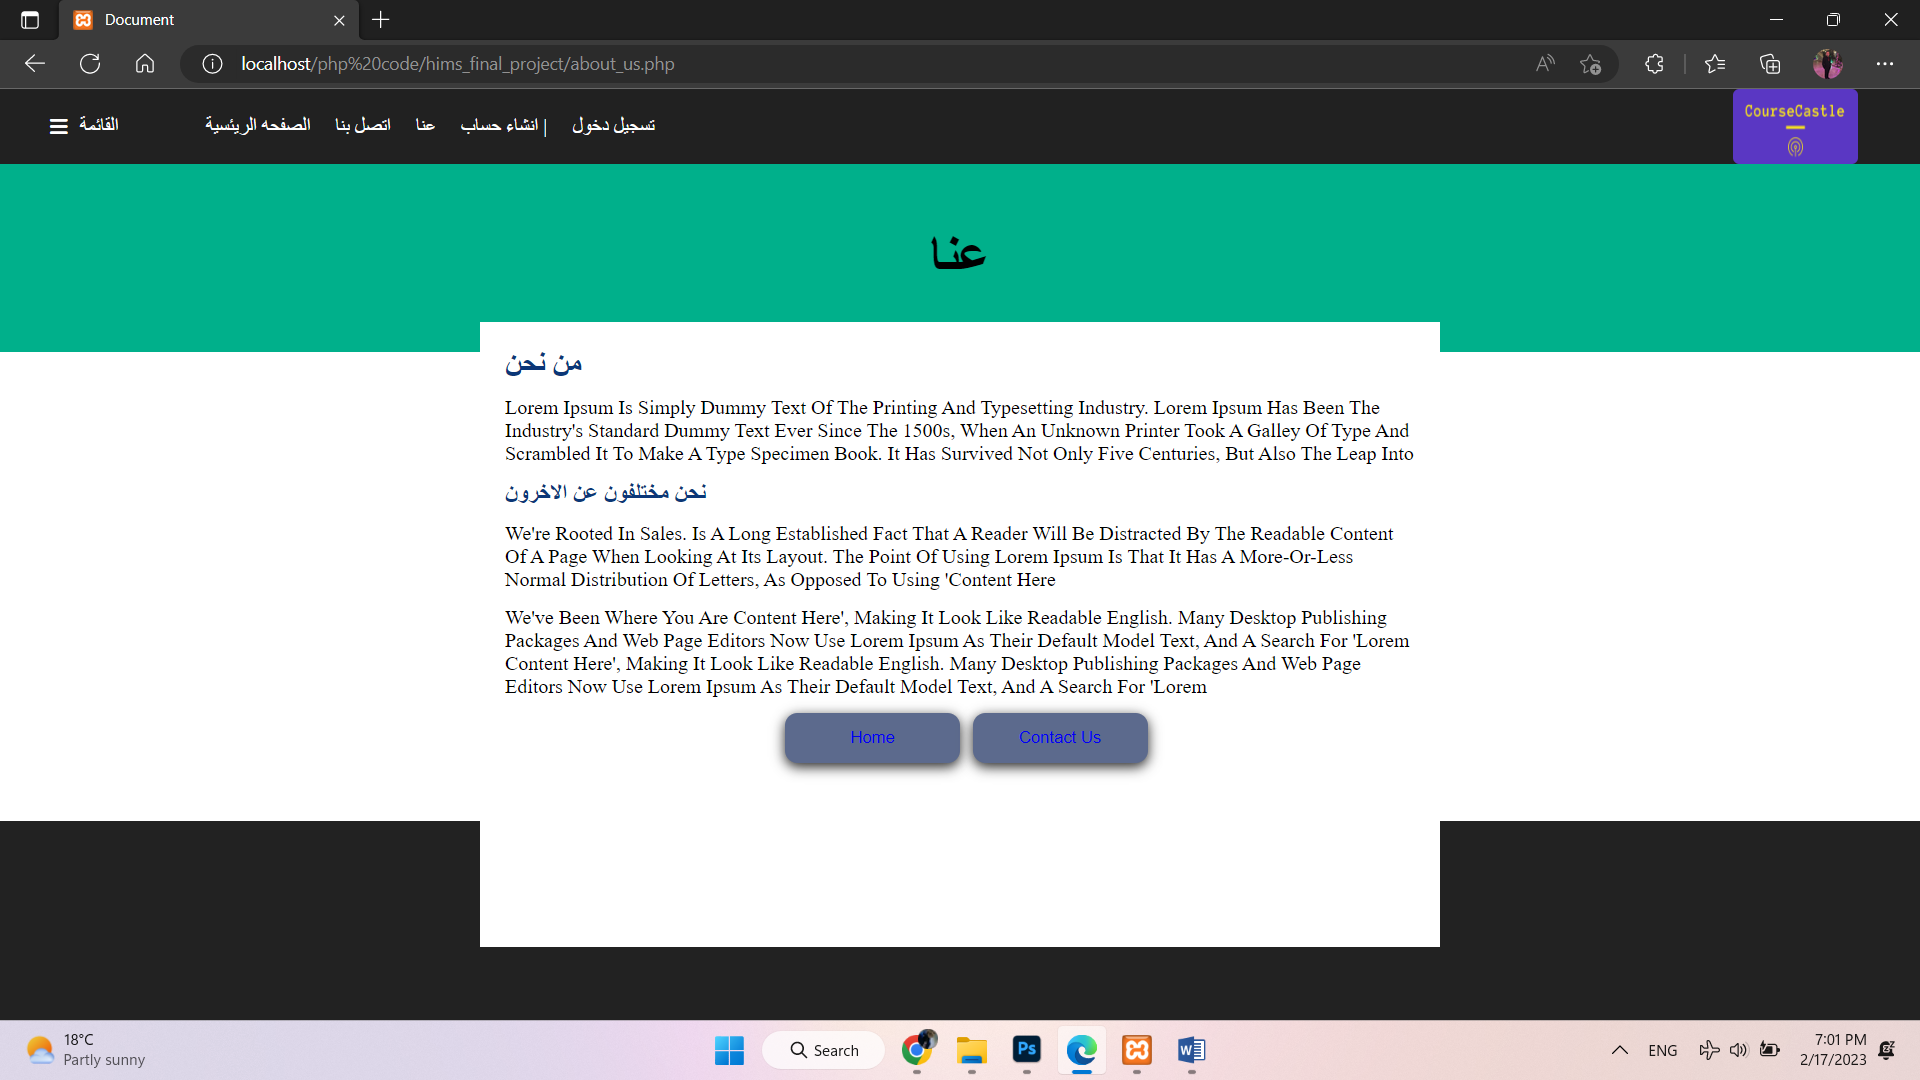 Document
localhost/php%20code/hims_final_project/about_us.php
القائمة
الصفحه الريئسية
اتصل بنا
عنا
انشاء حساب |
تسجيل دخول
CourseCastle
عنا
من نحن
Lorem Ipsum Is Simply Dummy Text Of The Printing And Typesetting Industry. Lorem Ipsum Has Been The
Industry's Standard Dummy Text Ever Since The 1500s, When An Unknown Printer Took A Galley Of Type And
Scrambled It To Make A Type Specimen Book. It Has Survived Not Only Five Centuries, But Also The Leap Into
نحن مختلفون عن الاخرون
We're Rooted In Sales. Is A Long Established Fact That A Reader Will Be Distracted By The Readable Content
Of A Page When Looking At Its Layout. The Point Of Using Lorem Ipsum Is That It Has A More-Or-Less
Normal Distribution Of Letters, As Opposed To Using 'Content Here
We've Been Where You Are Content Here', Making It Look Like Readable English. Many Desktop Publishing
Packages And Web Page Editors Now Use Lorem Ipsum As Their Default Model Text, And A Search For 'Lorem
Content Here', Making It Look Like Readable English. Many Desktop Publishing Packages And Web Page
Editors Now Use Lorem Ipsum As Their Default Model Text, And A Search For 'Lorem
Home
Contact Us
18°C
Partly sunny
Search
Ps
W
ENG
7:01 PM
2/17/2023